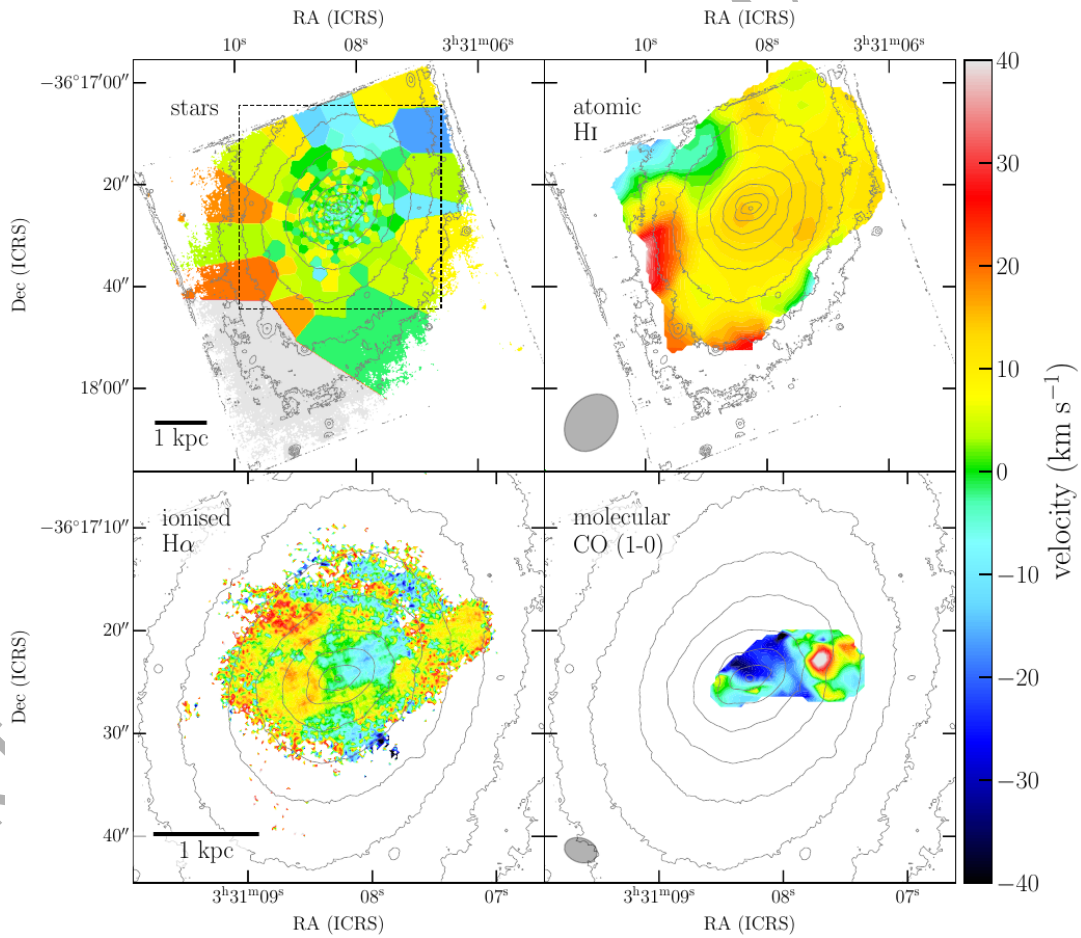 RA (ICRS) RA (ICRS)
10ˢ 08ˢ 3ʰ31ᵐ06ˢ 10ˢ 08ˢ 3ʰ31ᵐ06ˢ
stars
atomic
HI
−36°17′00″
20″
40″
18′00″
Dec (ICRS)
1 kpc
ionised
Hα
molecular
CO (1-0)
−36°17′10″
20″
30″
40″
Dec (ICRS)
1 kpc
3ʰ31ᵐ09ˢ 08ˢ 07ˢ 3ʰ31ᵐ09ˢ 08ˢ 07ˢ
RA (ICRS) RA (ICRS)
40
30
20
10
0
−10
−20
−30
−40
velocity (km s⁻¹)